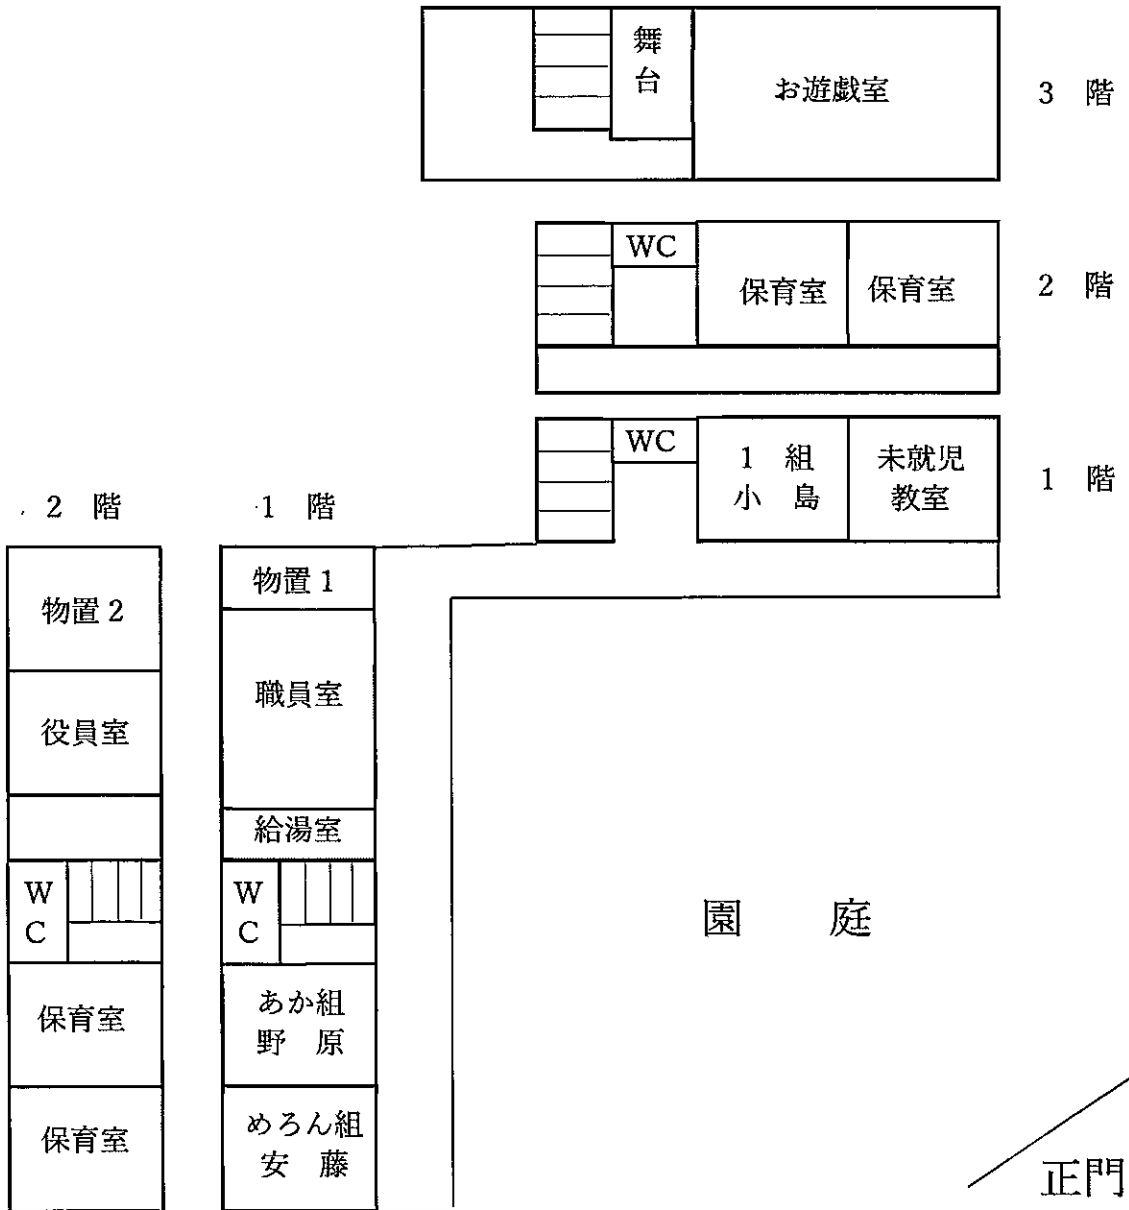 舞
台
お遊戯室
3 階
WC
保育室
保育室
2 階
WC
1 組
小 島
未就児
教室
1 階
2 階
1 階
物置 2
役員室
W
C
保育室
保育室
物置 1
職員室
給湯室
W
C
あか組
野 原
めろん組
安 藤
園 庭
正門